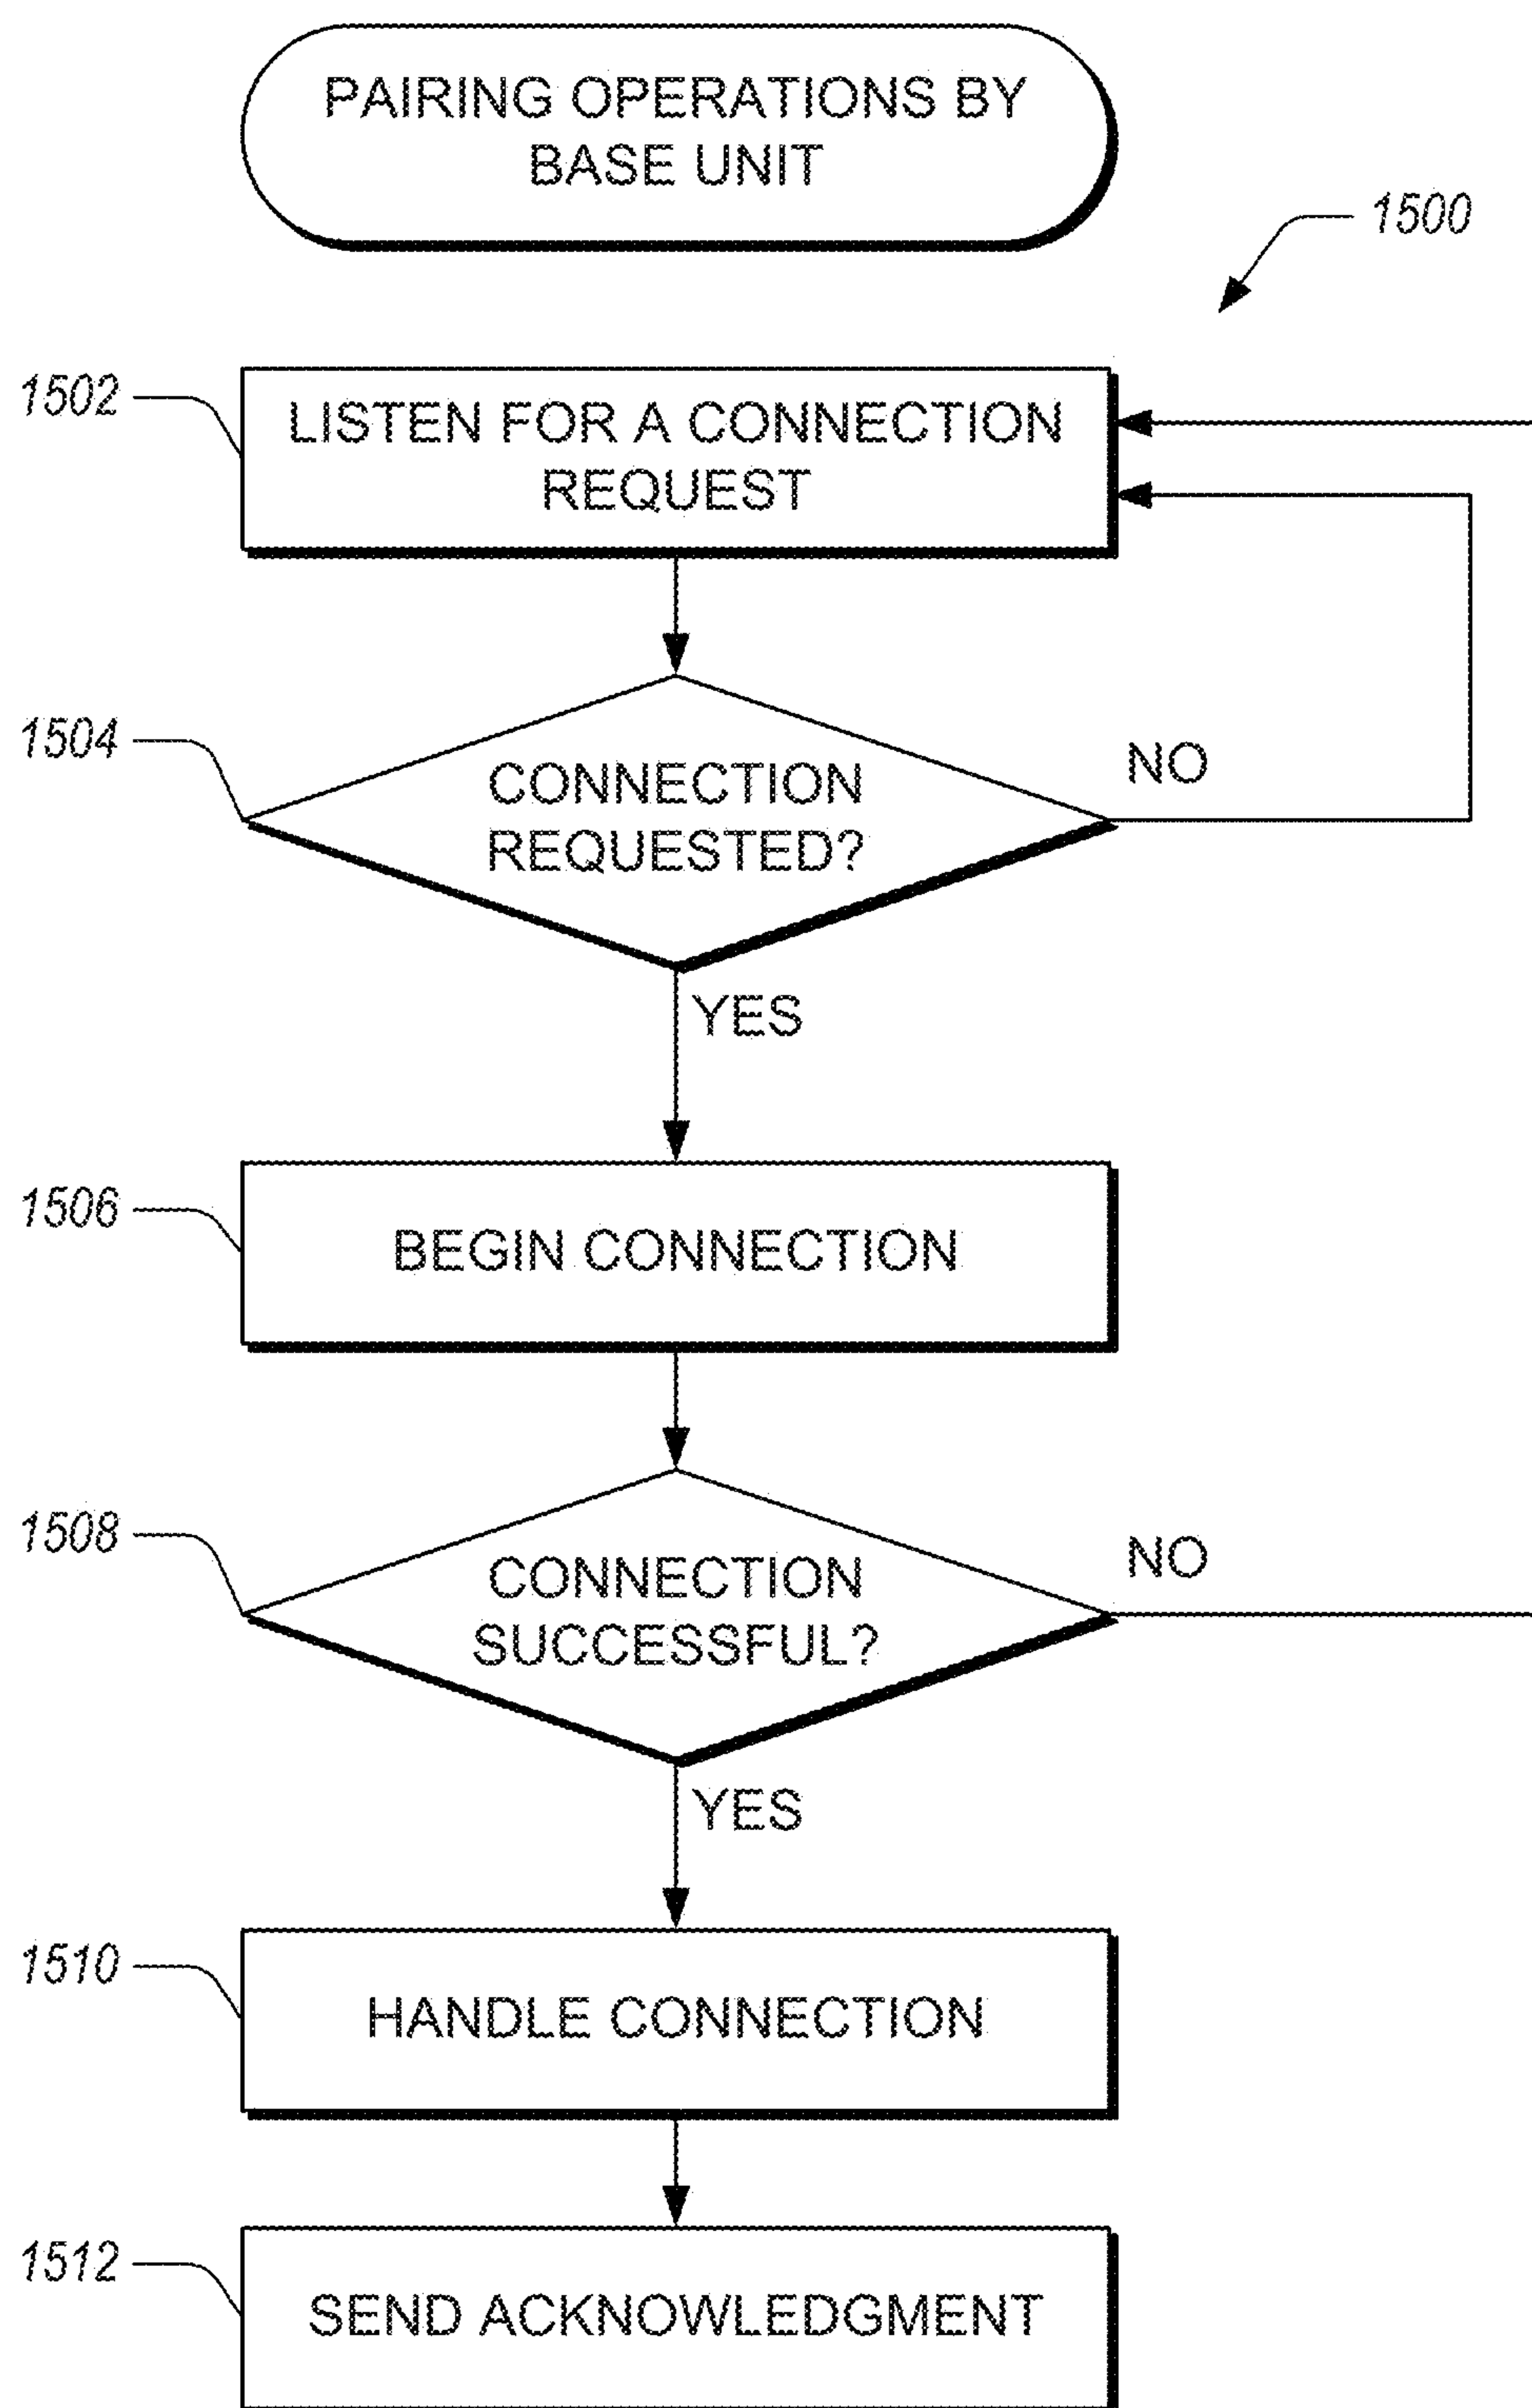 PAIRING OPERATIONS BY
BASE UNIT
1500
1502
LISTEN FOR A CONNECTION
REQUEST
1504
CONNECTION
REQUESTED?
NO
YES
1506
BEGIN CONNECTION
1508
CONNECTION
SUCCESSFUL?
NO
YES
1510
HANDLE CONNECTION
1512
SEND ACKNOWLEDGMENT